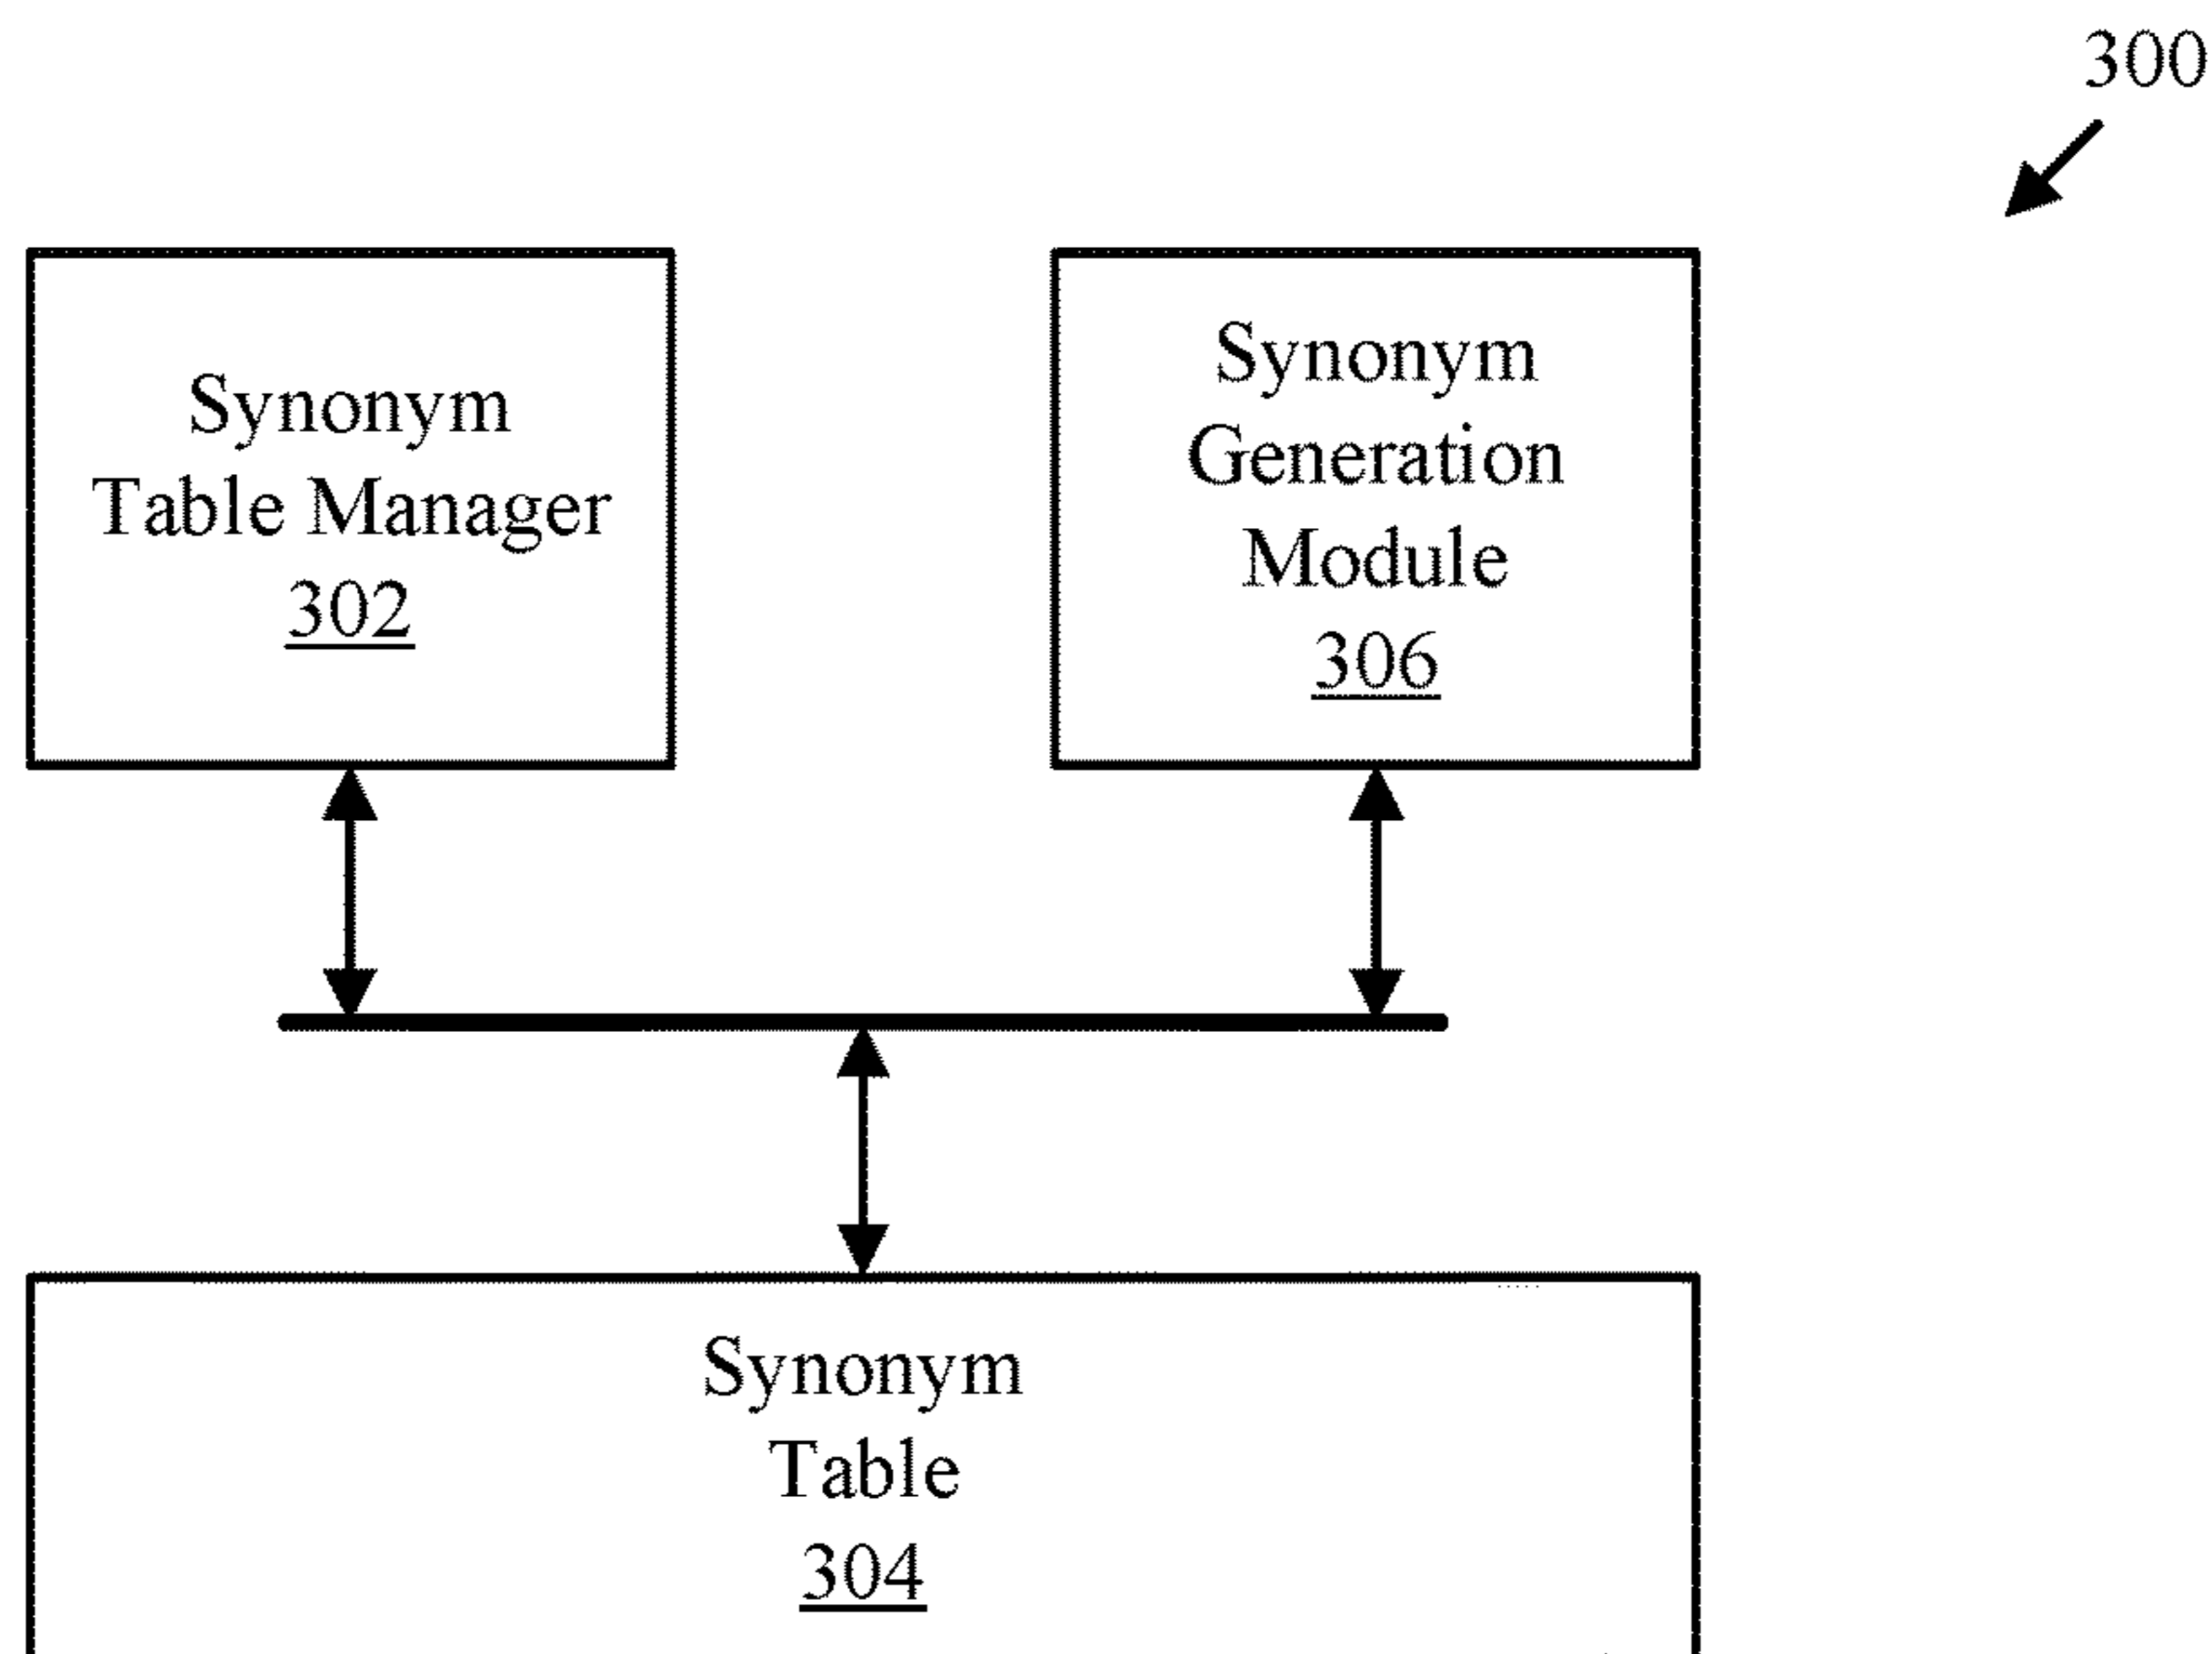 300
Synonym
Table Manager
302
Synonym
Generation
Module
306
Synonym
Table
304